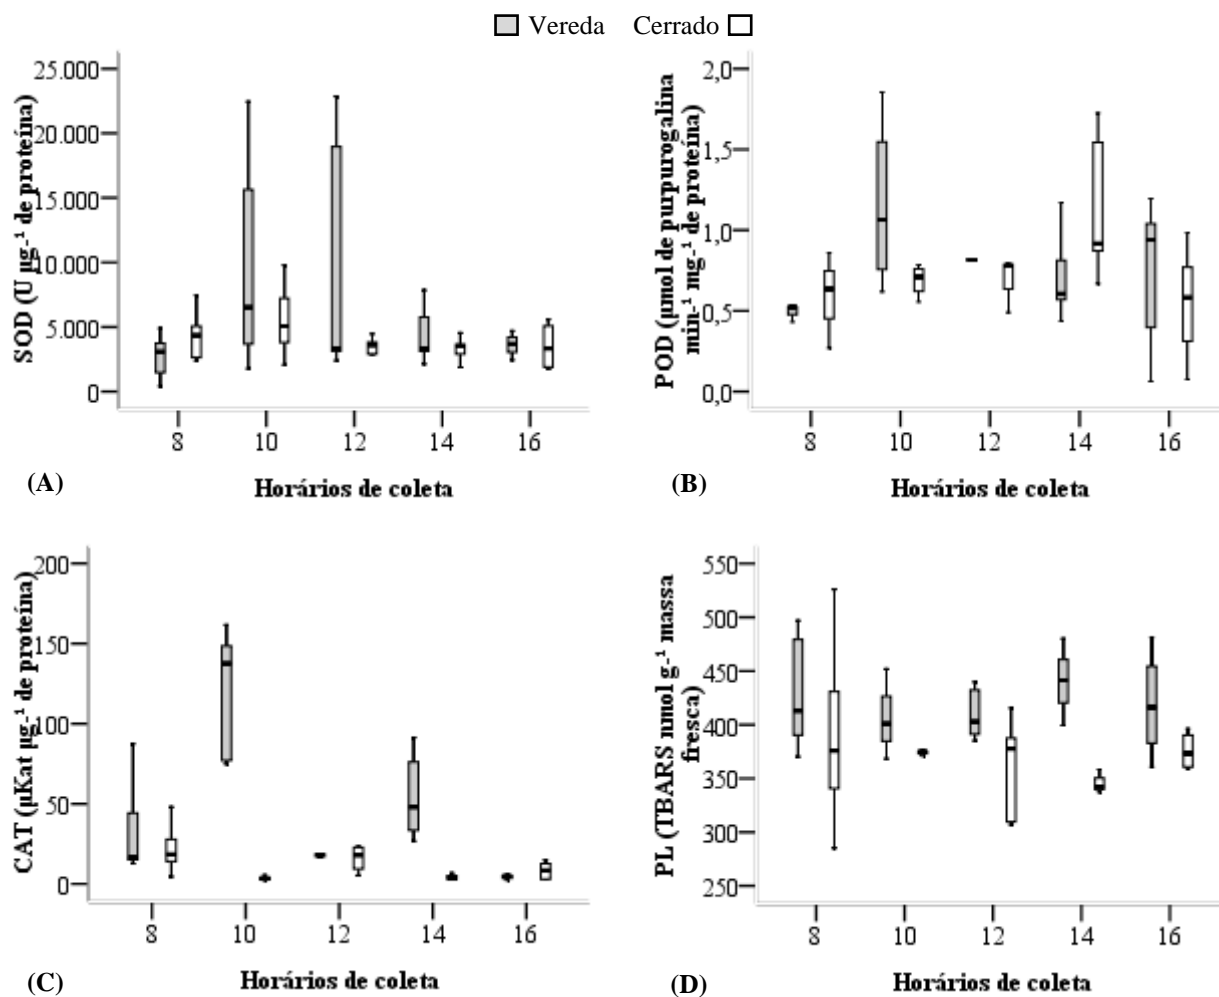 Vereda Cerrado
SOD (U µg-¹ de proteína)
25.000
20.000
15.000
10.000
5.000
0
8 10 12 14 16
Horários de coleta
(A)
POD (µmol de purpurogalina
min-¹ mg-¹ de proteína)
2,0
1,5
1,0
0,5
0,0
8 10 12 14 16
Horários de coleta
(B)
CAT (µKat µg-¹ de proteína)
200
150
100
50
0
8 10 12 14 16
Horários de coleta
(C)
PL (TBARS nmol g-¹ massa
fresca)
550
500
450
400
350
300
250
8 10 12 14 16
Horários de coleta
(D)